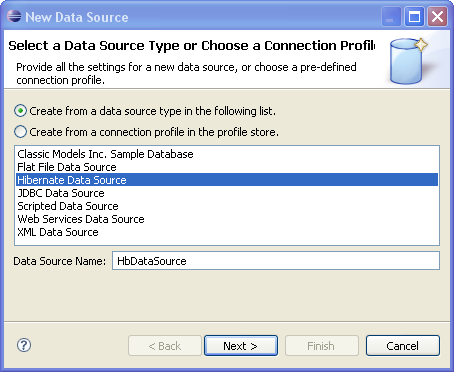 New Data Source
Select a Data Source Type or Choose a Connection Profil
Provide all the settings for a new data source, or choose a pre-defined
connection profile.
Create from a data source type in the following list.
Create from a connection profile in the profile store.
Classic Models Inc. Sample Database
Flat File Data Source
Hibernate Data Source
JDBC Data Source
Scripted Data Source
Web Services Data Source
XML Data Source
Data Source Name: HbDataSource
? < Back Next > Finish Cancel